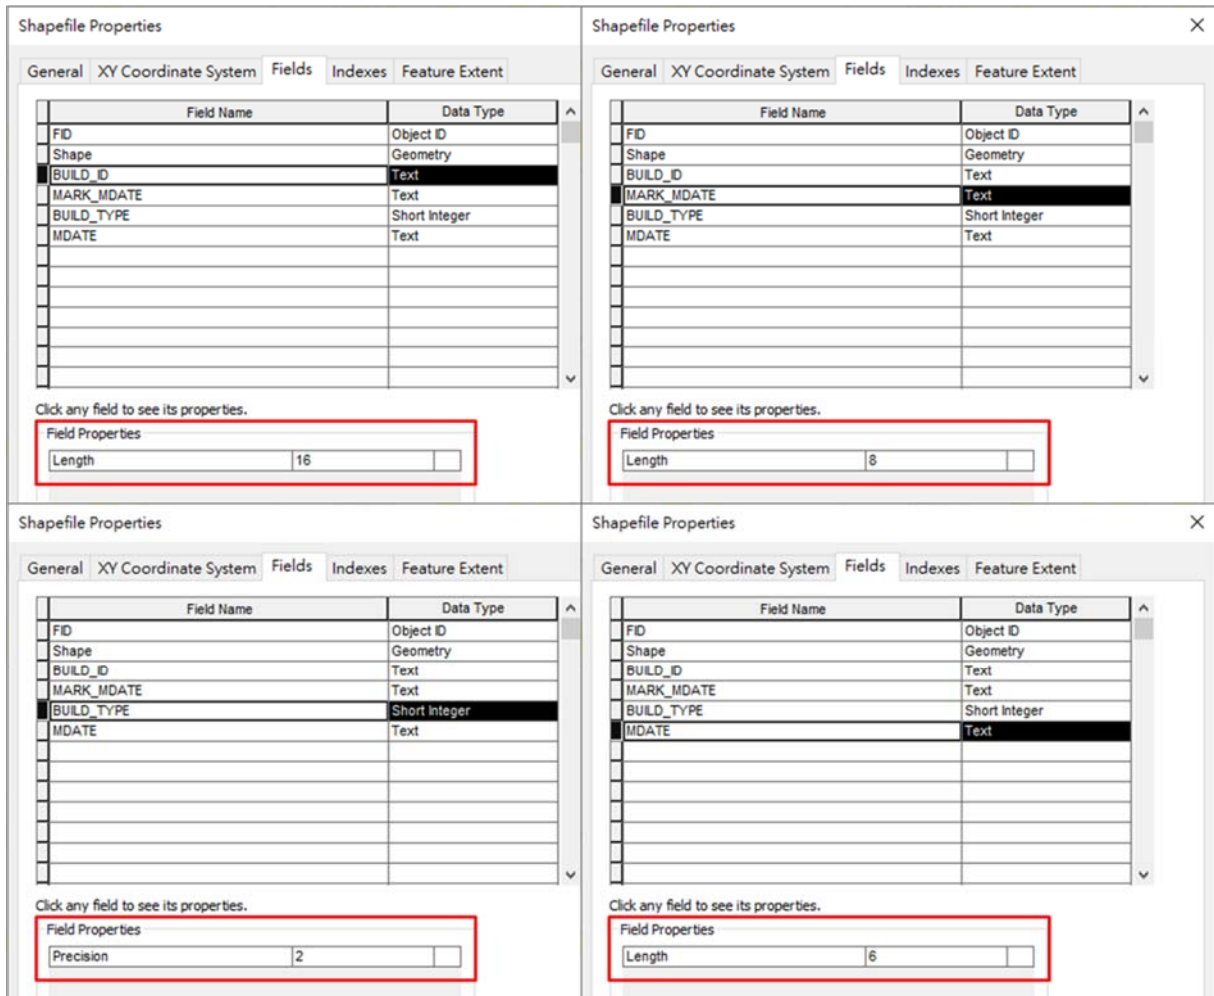 Shapefile Properties
General XY Coordinate System Fields Indexes Feature Extent
Field Name Data Type
FID Object ID
Shape Geometry
BUILD_ID Text
MARK_MDATE Text
BUILD_TYPE Short Integer
MDATE Text
Click any field to see its properties.
Field Properties
Length 16
Shapefile Properties
General XY Coordinate System Fields Indexes Feature Extent
Field Name Data Type
FID Object ID
Shape Geometry
BUILD_ID Text
MARK_MDATE Text
BUILD_TYPE Short Integer
MDATE Text
Click any field to see its properties.
Field Properties
Length 8
Shapefile Properties
General XY Coordinate System Fields Indexes Feature Extent
Field Name Data Type
FID Object ID
Shape Geometry
BUILD_ID Text
MARK_MDATE Text
BUILD_TYPE Short Integer
MDATE Text
Click any field to see its properties.
Field Properties
Precision 2
Shapefile Properties
General XY Coordinate System Fields Indexes Feature Extent
Field Name Data Type
FID Object ID
Shape Geometry
BUILD_ID Text
MARK_MDATE Text
BUILD_TYPE Short Integer
MDATE Text
Click any field to see its properties.
Field Properties
Length 6